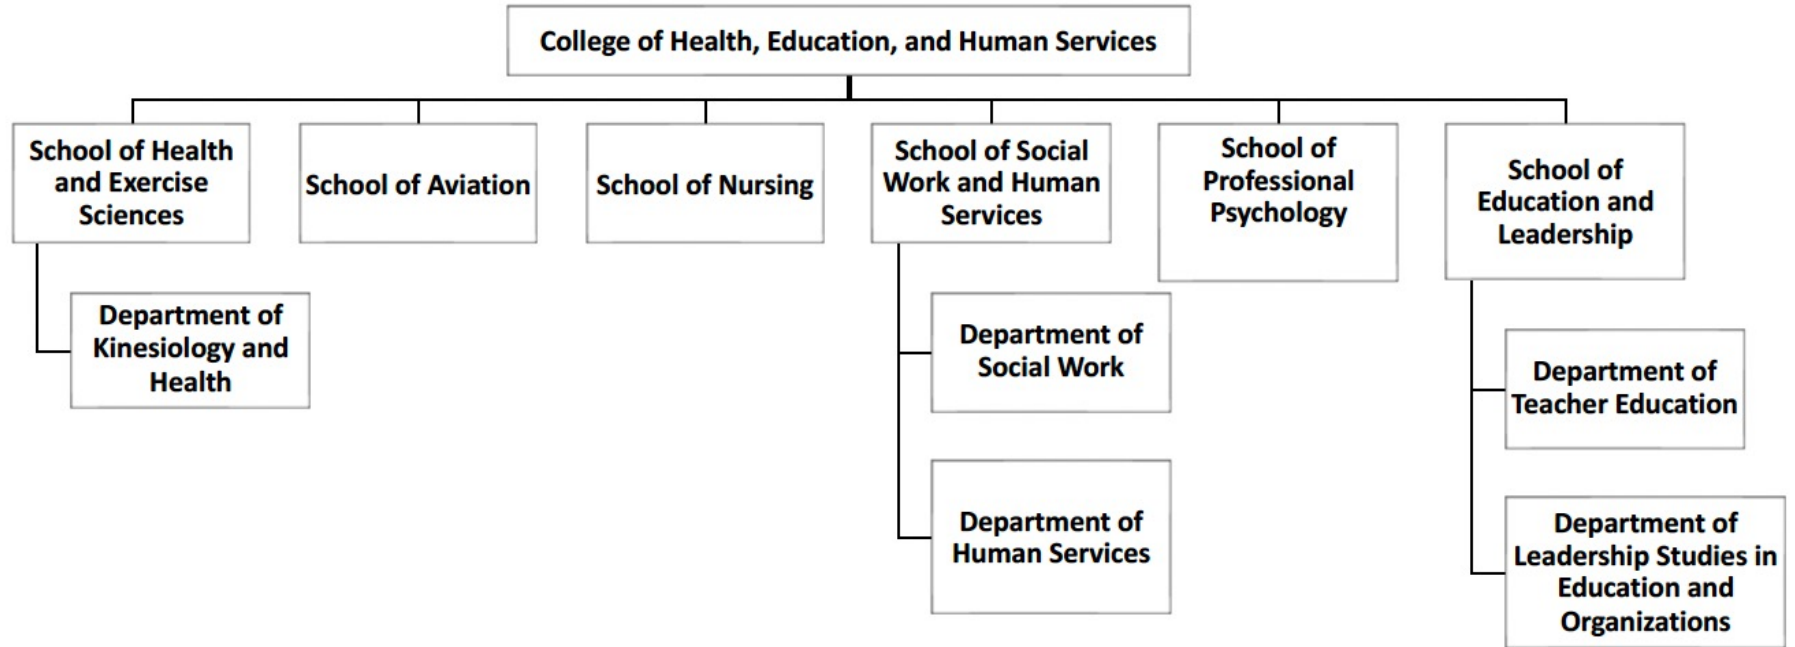 College of Health, Education, and Human Services
School of Health
and Exercise
Sciences
School of Aviation
School of Nursing
School of Social
Work and Human
Services
School of
Professional
Psychology
School of
Education and
Leadership
Department of
Kinesiology and
Health
Department of
Social Work
Department of
Teacher Education
Department of
Human Services
Department of
Leadership Studies in
Education and
Organizations